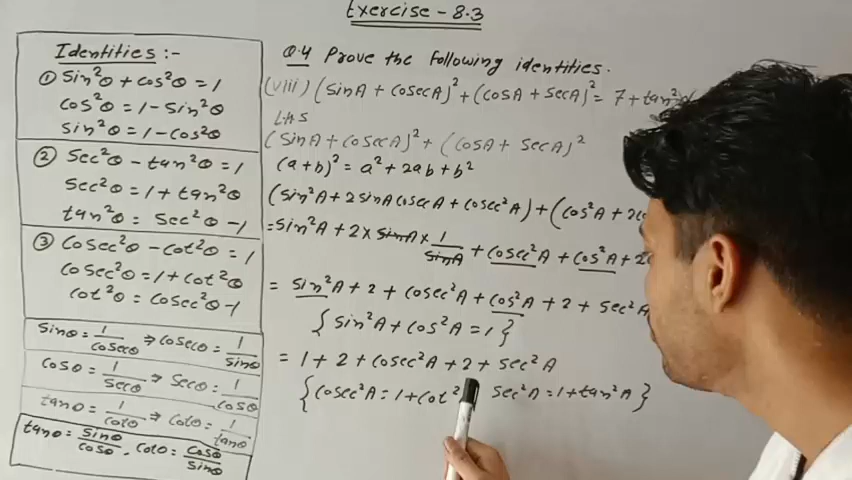 Exercise - 8.3
Identities :-
① Sin²θ + cos²θ = 1
cos²θ = 1 - Sin²θ
sin²θ = 1 - cos²θ
② Sec²θ - tan²θ = 1
Sec²θ = 1 + tan²θ
tan²θ = Sec²θ - 1
③ Cosec²θ - cot²θ = 1
Cosec²θ = 1 + cot²θ
cot²θ = Cosec²θ - 1
Sinθ = 1/Cosecθ ⇒ Cosecθ = 1/Sinθ
Cosθ = 1/Secθ ⇒ Secθ = 1/Cosθ
tanθ = 1/Cotθ ⇒ Cotθ = 1/tanθ
tanθ = Sinθ/Cosθ , Cotθ = Cosθ/Sinθ
Q.4 Prove the following identities.
(viii) (SinA + CosecA)² + (CosA + SecA)² = 7 + tan²
LHS
(SinA + CosecA)² + (CosA + SecA)²
(a+b)² = a² + 2ab + b²
(Sin²A + 2SinA CosecA + Cosec²A) + (Cos²A +
= Sin²A + 2 × SinA × 1/SinA + Cosec²A + Cos²A +
= Sin²A + 2 + Cosec²A + Cos²A + 2 + Sec²A
{Sin²A + Cos²A = 1}
= 1 + 2 + Cosec²A + 2 + Sec²A
{Cosec²A = 1 + Cot² Sec²A = 1 + tan²A}